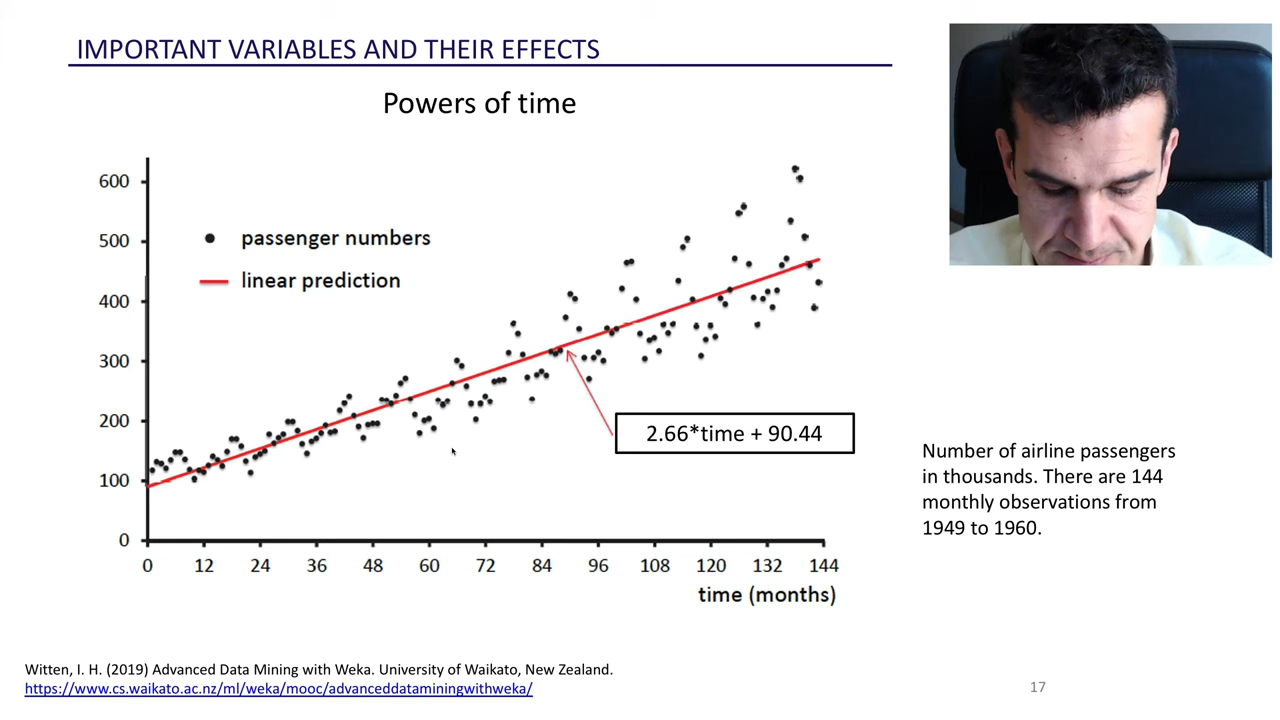 IMPORTANT VARIABLES AND THEIR EFFECTS
Powers of time
600
500
400
300
200
100
0
passenger numbers
linear prediction
2.66*time + 90.44
0 12 24 36 48 60 72 84 96 108 120 132 144
time (months)
Number of airline passengers
in thousands. There are 144
monthly observations from
1949 to 1960.
Witten, I. H. (2019) Advanced Data Mining with Weka. University of Waikato, New Zealand.
https://www.cs.waikato.ac.nz/ml/weka/mooc/advanceddataminingwithweka/
17